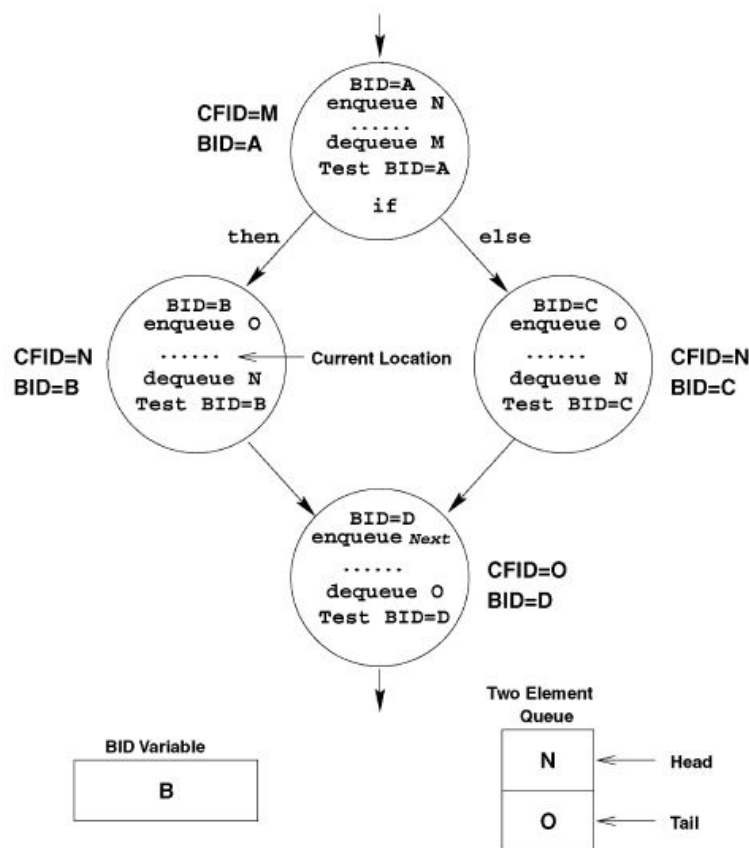 BID=A
enqueue N
......
dequeue M
Test BID=A
if
CFID=M
BID=A
then
else
BID=B
enqueue O
......
dequeue N
Test BID=B
CFID=N
BID=B
Current Location
BID=C
enqueue O
......
dequeue N
Test BID=C
CFID=N
BID=C
BID=D
enqueue Next
......
dequeue O
Test BID=D
CFID=O
BID=D
BID Variable
B
Two Element
Queue
N
Head
O
Tail